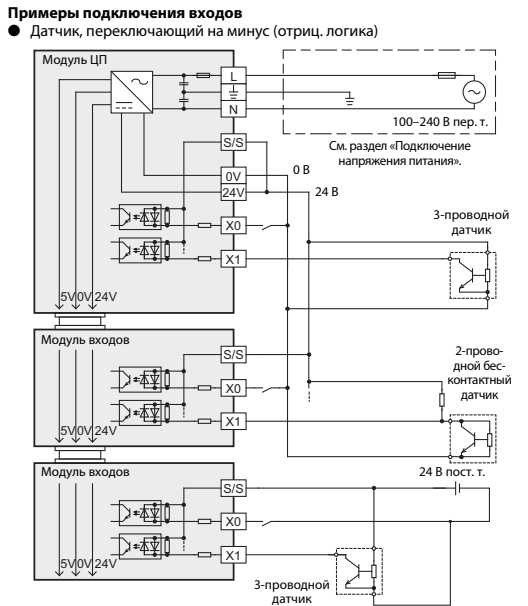 Примеры подключения входов
● Датчик, переключающий на минус (отриц. логика)
Модуль ЦП
L
N
100–240 В пер. т.
См. раздел «Подключение
напряжения питания».
S/S
0V
0 В
24V
24 В
X0
X1
3-проводной
датчик
5V 0V 24V
Модуль входов
S/S
X0
X1
2-прово-
дной бес-
контактный
датчик
5V 0V 24V
Модуль входов
24 В пост. т.
S/S
X0
X1
5V 0V 24V
3-проводной
датчик